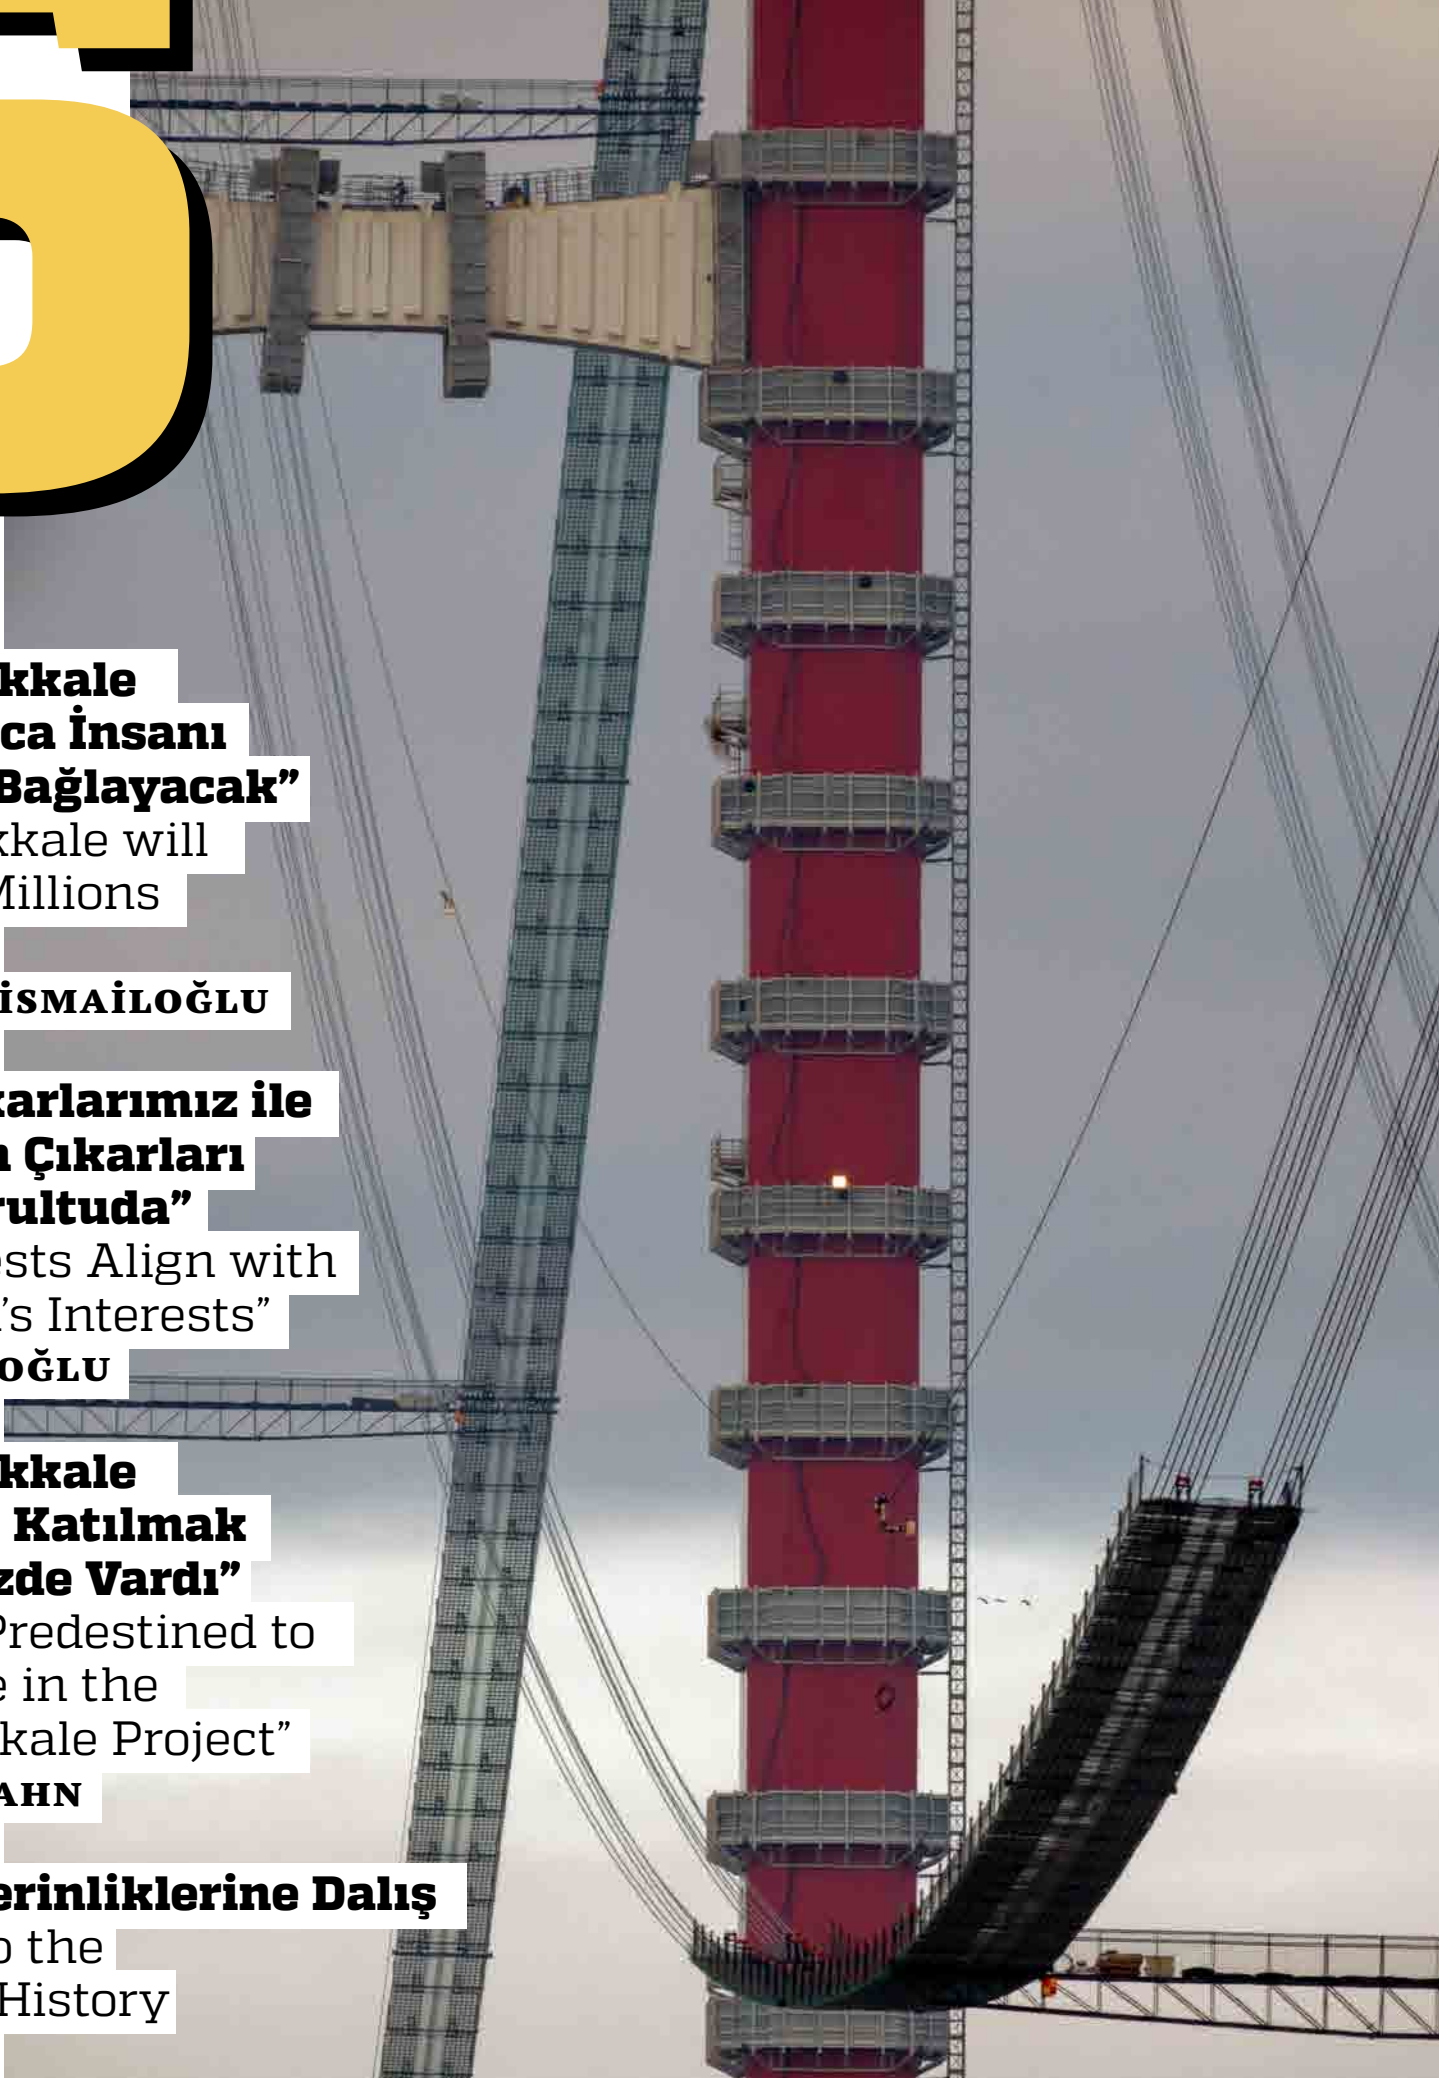 kkale
ca İnsanı
Bağlayacak”
kkale will
Millions
İSMAİLOĞLU
karlarımız ile
n Çıkarları
rultuda”
ests Align with
’s Interests”
OĞLU
kkale
Katılmak
zde Vardı”
Predestined to
e in the
kale Project”
AHN
erinliklerine Dalış
o the
History